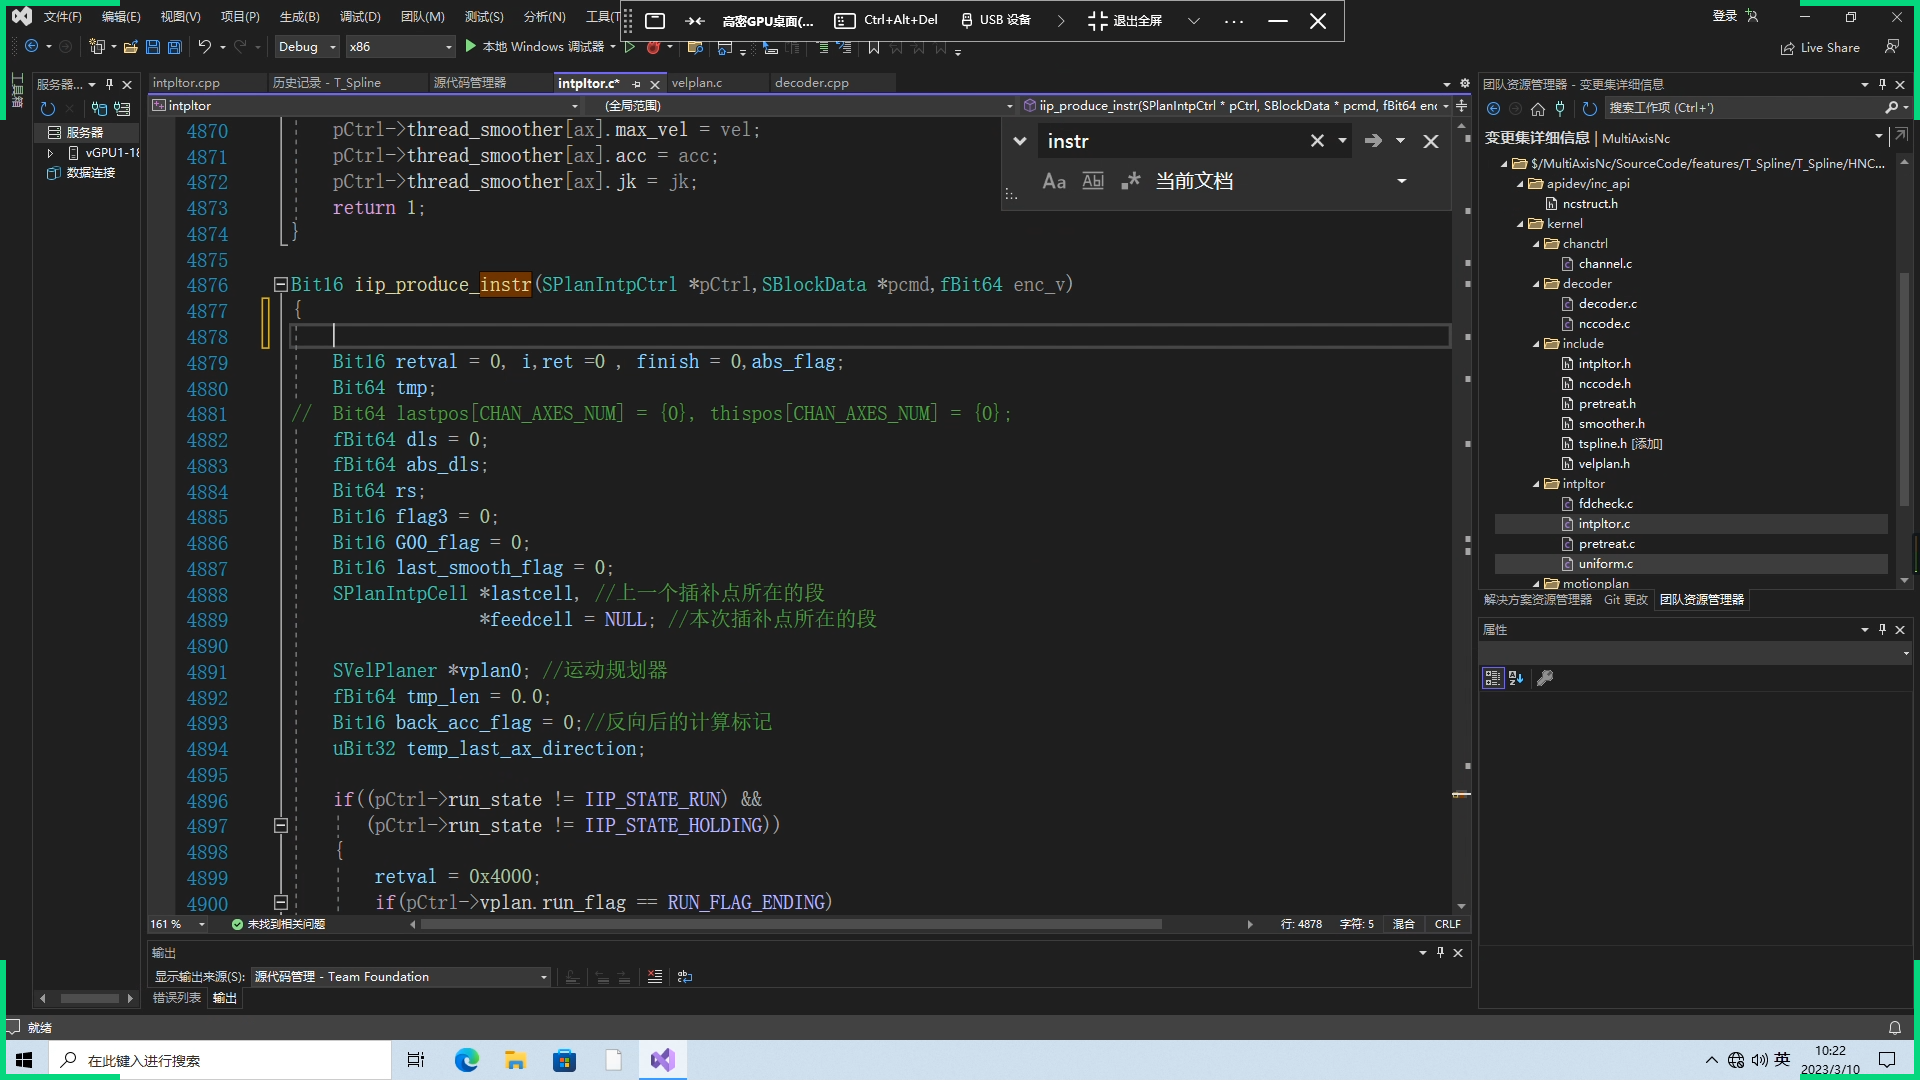 文件(F) 编辑(E) 视图(V) 项目(P) 生成(B) 调试(D) 团队(M) 测试(S) 分析(N) 工具(T
高密GPU桌面(... Ctrl+Alt+Del USB 设备 退出全屏
登录
Debug x86 本地 Windows 调试器 Live Share
工具箱
服务器...
服务器
vGPU1-18
数据连接
intpltor.cpp 历史记录 - T_Spline 源代码管理器 intpltor.c* velplan.c decoder.cpp
intpltor (全局范围) iip_produce_instr(SPlanIntpCtrl * pCtrl, SBlockData * pcmd, fBit64 enc
instr
Aa Abl .* 当前文档
4870 pCtrl->thread_smoother[ax].max_vel = vel;
4871 pCtrl->thread_smoother[ax].acc = acc;
4872 pCtrl->thread_smoother[ax].jk = jk;
4873 return 1;
4874 }
4875
4876 Bit16 iip_produce_instr(SPlanIntpCtrl *pCtrl,SBlockData *pcmd,fBit64 enc_v)
4877 {
4878
4879 Bit16 retval = 0, i,ret =0 , finish = 0,abs_flag;
4880 Bit64 tmp;
4881 // Bit64 lastpos[CHAN_AXES_NUM] = {0}, thispos[CHAN_AXES_NUM] = {0};
4882 fBit64 dls = 0;
4883 fBit64 abs_dls;
4884 Bit64 rs;
4885 Bit16 flag3 = 0;
4886 Bit16 G00_flag = 0;
4887 Bit16 last_smooth_flag = 0;
4888 SPlanIntpCell *lastcell, //上一个插补点所在的段
4889 *feedcell = NULL; //本次插补点所在的段
4890
4891 SVelPlaner *vplan0; //运动规划器
4892 fBit64 tmp_len = 0.0;
4893 Bit16 back_acc_flag = 0;//反向后的计算标记
4894 uBit32 temp_last_ax_direction;
4895
4896 if((pCtrl->run_state != IIP_STATE_RUN) &&
4897 (pCtrl->run_state != IIP_STATE_HOLDING))
4898 {
4899 retval = 0x4000;
4900 if(pCtrl->vplan.run_flag == RUN_FLAG_ENDING)
161 % 未找到相关问题 行: 4878 字符: 5 混合 CRLF
输出
显示输出来源(S): 源代码管理 - Team Foundation
错误列表 输出
团队资源管理器 - 变更集详细信息
搜索工作项 (Ctrl+')
变更集详细信息 | MultiAxisNc
$/MultiAxisNc/SourceCode/features/T_Spline/T_Spline/HNC...
apidev/inc_api
ncstruct.h
kernel
chanctrl
channel.c
decoder
decoder.c
nccode.c
include
intpltor.h
nccode.h
pretreat.h
smoother.h
tspline.h [添加]
velplan.h
intpltor
fdcheck.c
intpltor.c
pretreat.c
uniform.c
motionplan
解决方案资源管理器 Git 更改 团队资源管理器
属性
就绪
在此键入进行搜索
英
10:22
2023/3/10